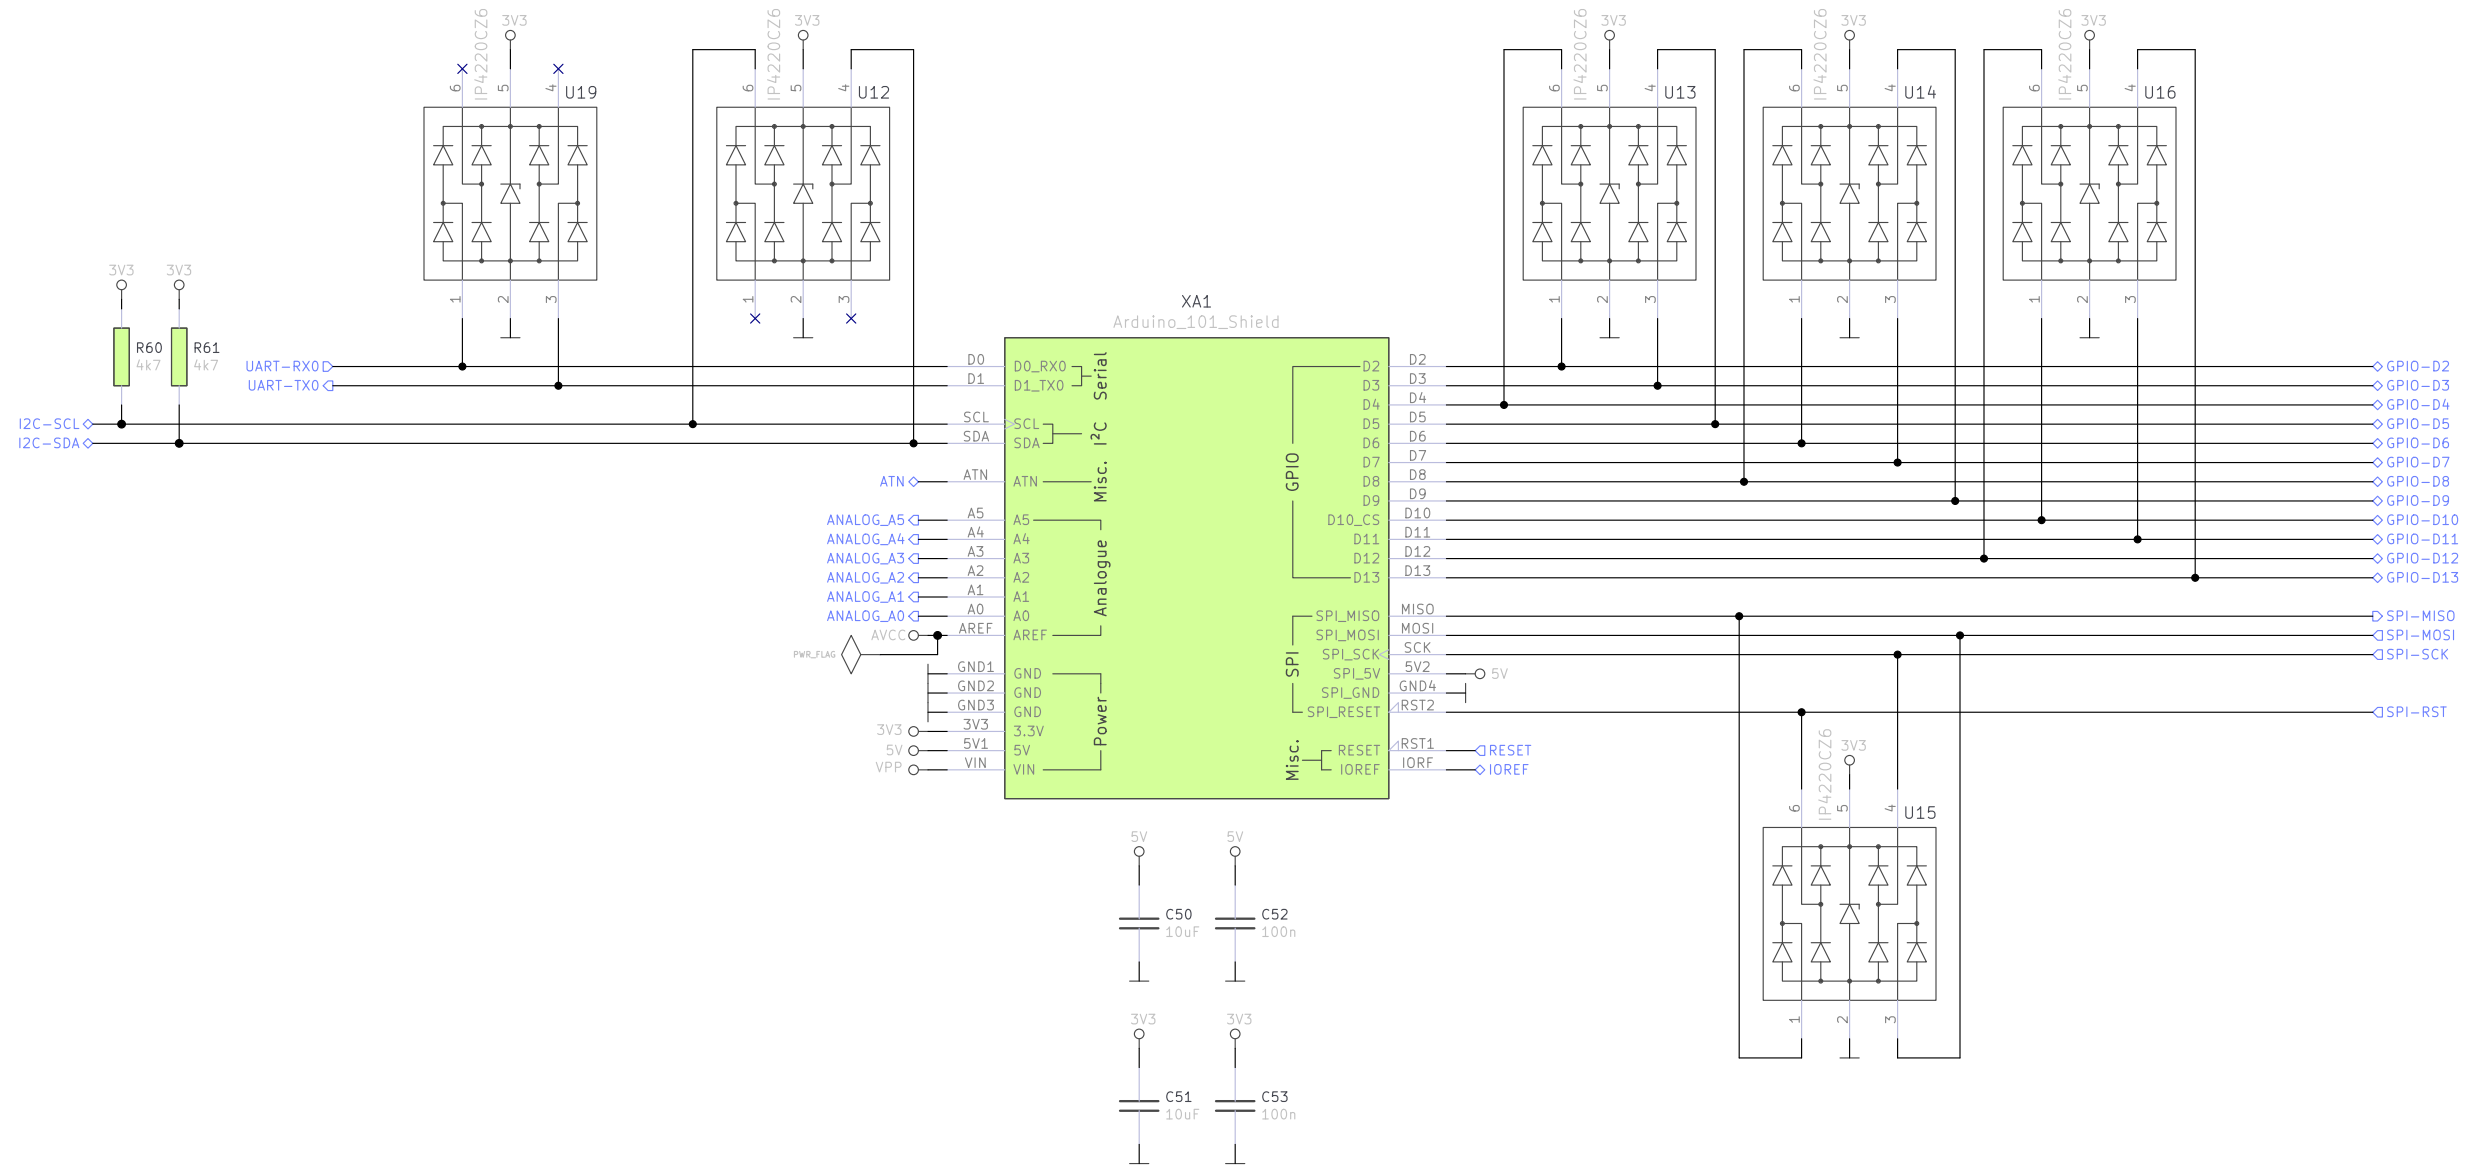 IP4220CZ6
3V3
6
5
4
U19
1
2
3
IP4220CZ6
3V3
6
5
4
U12
1
2
3
IP4220CZ6
3V3
6
5
4
U13
1
2
3
IP4220CZ6
3V3
6
5
4
U14
1
2
3
IP4220CZ6
3V3
6
5
4
U16
1
2
3
3V3
3V3
R60
4k7
R61
4k7
UART-RX0
UART-TX0
I2C-SCL
I2C-SDA
ATN
ANALOG_A5
ANALOG_A4
ANALOG_A3
ANALOG_A2
ANALOG_A1
ANALOG_A0
AVCC
PWR_FLAG
3V3
5V
VPP
XA1
Arduino_101_Shield
D0
D1
SCL
SDA
ATN
A5
A4
A3
A2
A1
A0
AREF
GND1
GND2
GND3
3V3
5V1
VIN
D0_RX0
D1_TX0
SCL
SDA
ATN
A5
A4
A3
A2
A1
A0
AREF
GND
GND
GND
3.3V
5V
VIN
Serial
I²C
Misc.
Analogue
Power
GPIO
SPI
Misc.
D2
D3
D4
D5
D6
D7
D8
D9
D10_CS
D11
D12
D13
SPI_MISO
SPI_MOSI
SPI_SCK
SPI_5V
SPI_GND
SPI_RESET
RESET
IOREF
D2
D3
D4
D5
D6
D7
D8
D9
D10
D11
D12
D13
MISO
MOSI
SCK
5V2
GND4
RST2
RST1
IORF
5V
RESET
IOREF
GPIO-D2
GPIO-D3
GPIO-D4
GPIO-D5
GPIO-D6
GPIO-D7
GPIO-D8
GPIO-D9
GPIO-D10
GPIO-D11
GPIO-D12
GPIO-D13
SPI-MISO
SPI-MOSI
SPI-SCK
SPI-RST
IP4220CZ6
3V3
6
5
4
U15
1
2
3
5V
C50
10uF
5V
C52
100n
3V3
C51
10uF
3V3
C53
100n